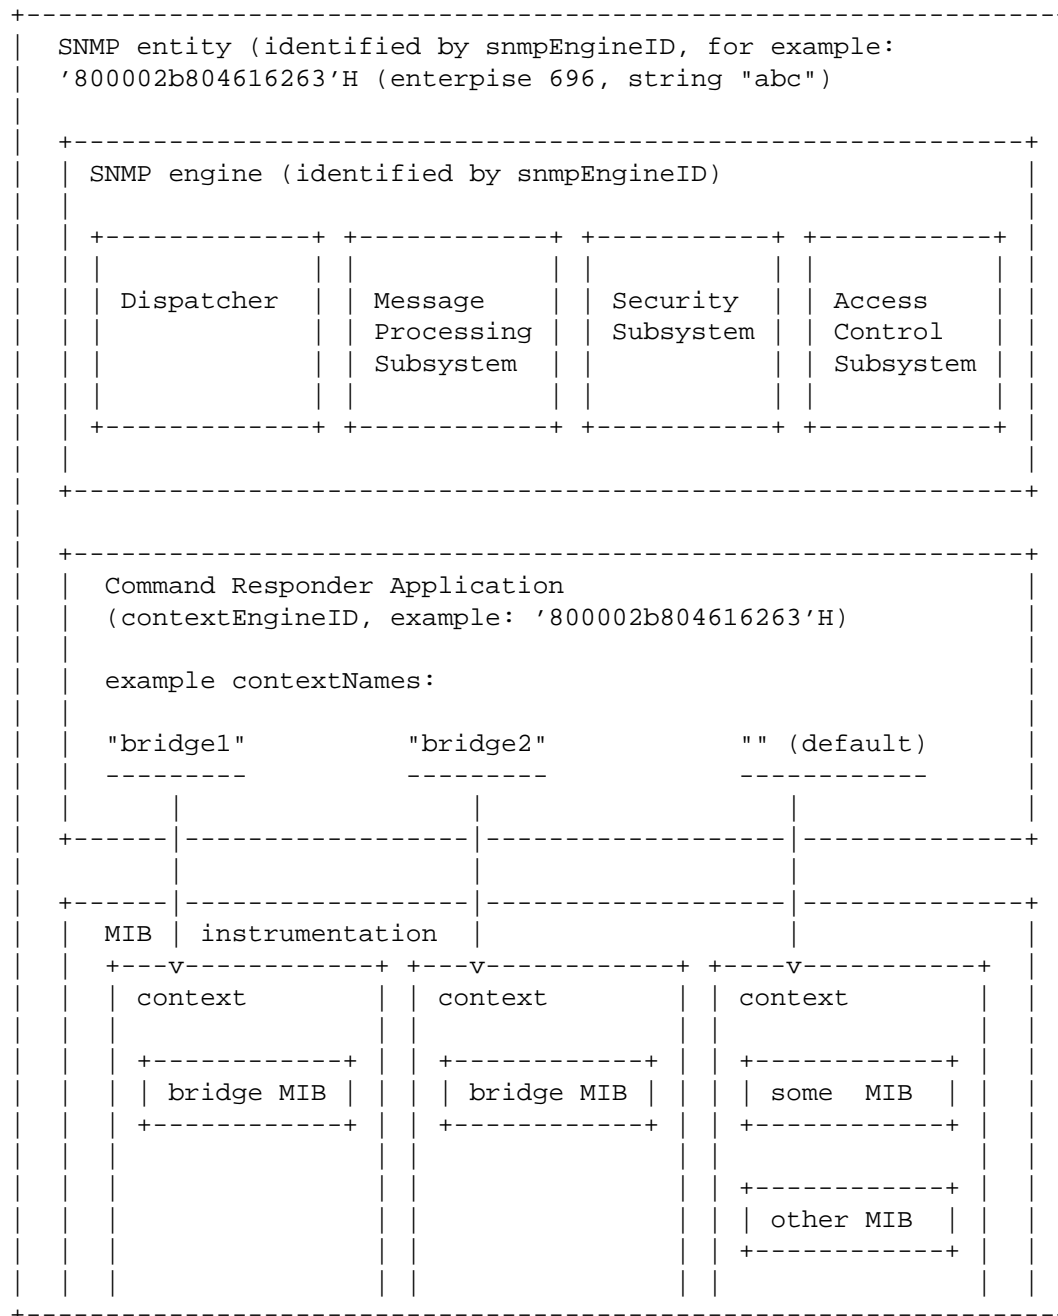 SNMP entity (identified by snmpEngineID, for example:
’800002b804616263’H (enterpise 696, string "abc")
SNMP engine (identified by snmpEngineID)
Dispatcher Message Security Access
Processing Subsystem Control
Subsystem Subsystem
Command Responder Application
(contextEngineID, example: ’800002b804616263’H)
example contextNames:
"bridge1" "bridge2" "" (default)
MIB instrumentation
context context context
bridge MIB bridge MIB some MIB
other MIB